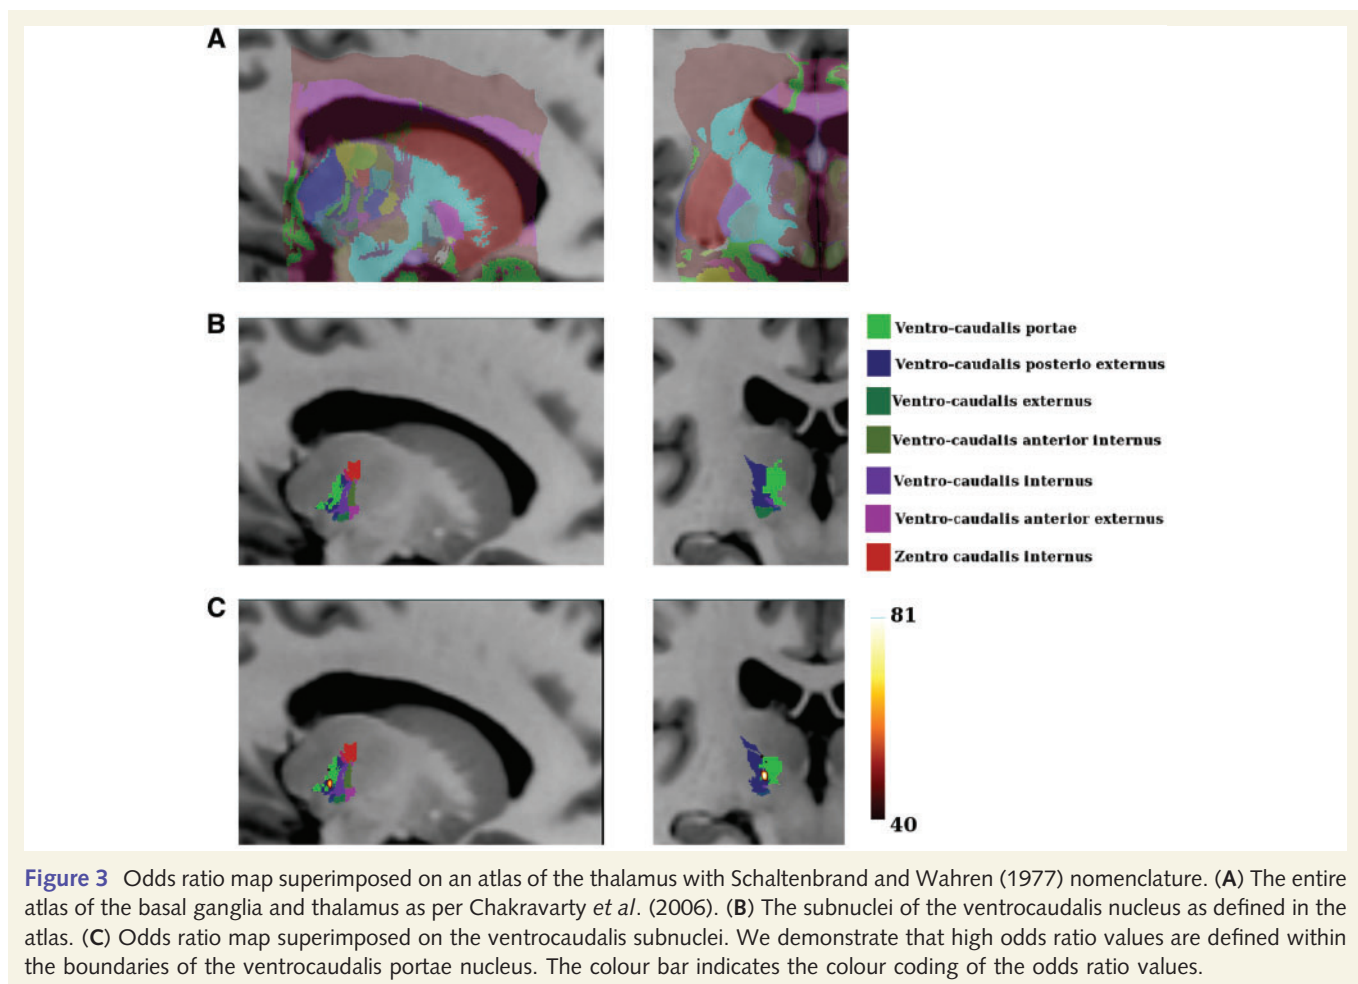 A
B
Ventro-caudalis portae
Ventro-caudalis posterio externus
Ventro-caudalis externus
Ventro-caudalis anterior internus
Ventro-caudalis internus
Ventro-caudalis anterior externus
Zentro caudalis internus
C
81
40
Figure 3 Odds ratio map superimposed on an atlas of the thalamus with Schaltenbrand and Wahren (1977) nomenclature. (A) The entire
atlas of the basal ganglia and thalamus as per Chakravarty et al. (2006). (B) The subnuclei of the ventrocaudalis nucleus as defined in the
atlas. (C) Odds ratio map superimposed on the ventrocaudalis subnuclei. We demonstrate that high odds ratio values are defined within
the boundaries of the ventrocaudalis portae nucleus. The colour bar indicates the colour coding of the odds ratio values.